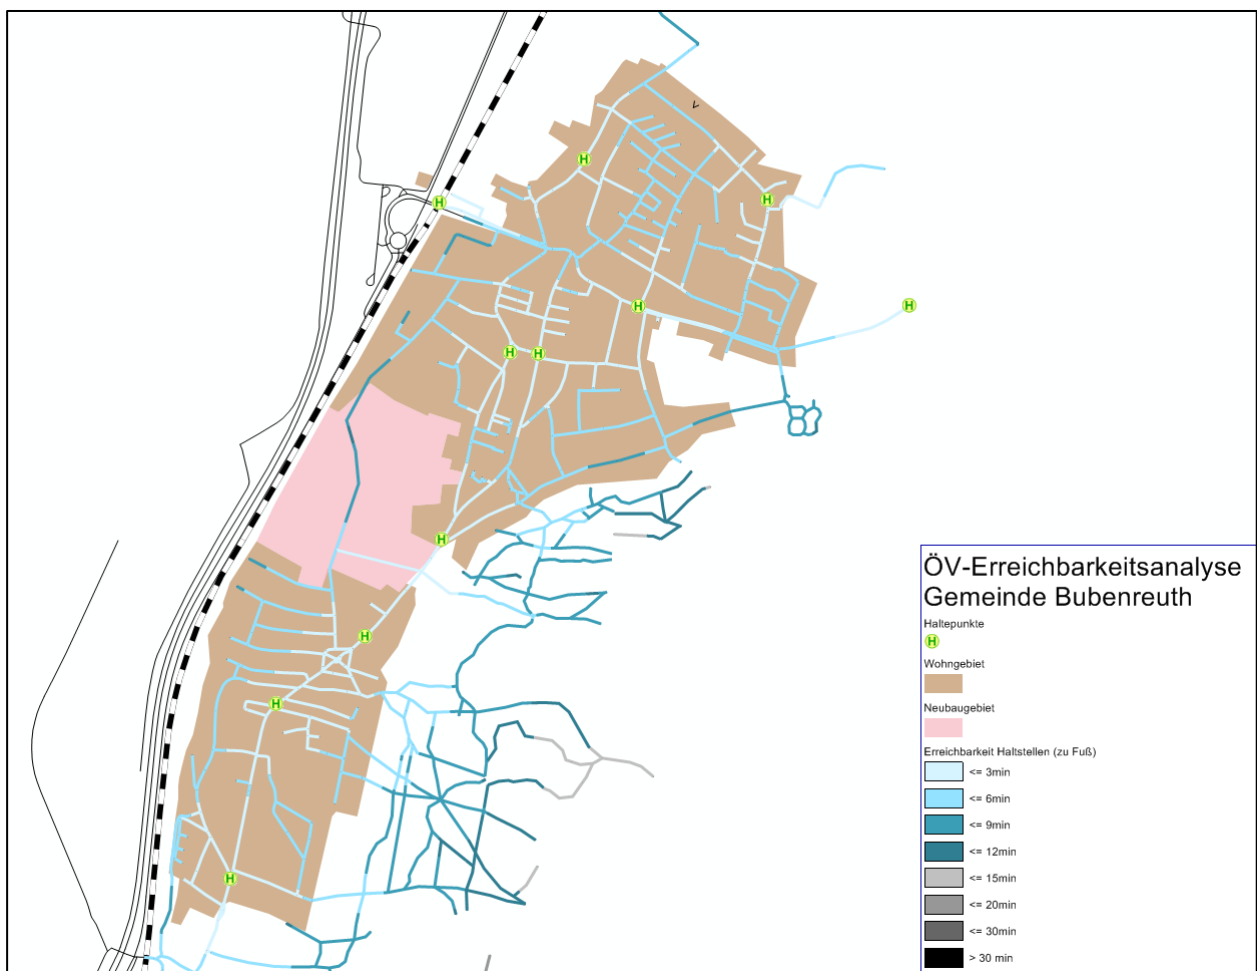 H
H
H
H
H
H
H
H
H
H
H
ÖV-Erreichbarkeitsanalyse
Gemeinde Bubenreuth
Haltepunkte
H
Wohngebiet
Neubaugebiet
Erreichbarkeit Haltstellen (zu Fuß)
<= 3min
<= 6min
<= 9min
<= 12min
<= 15min
<= 20min
<= 30min
> 30 min